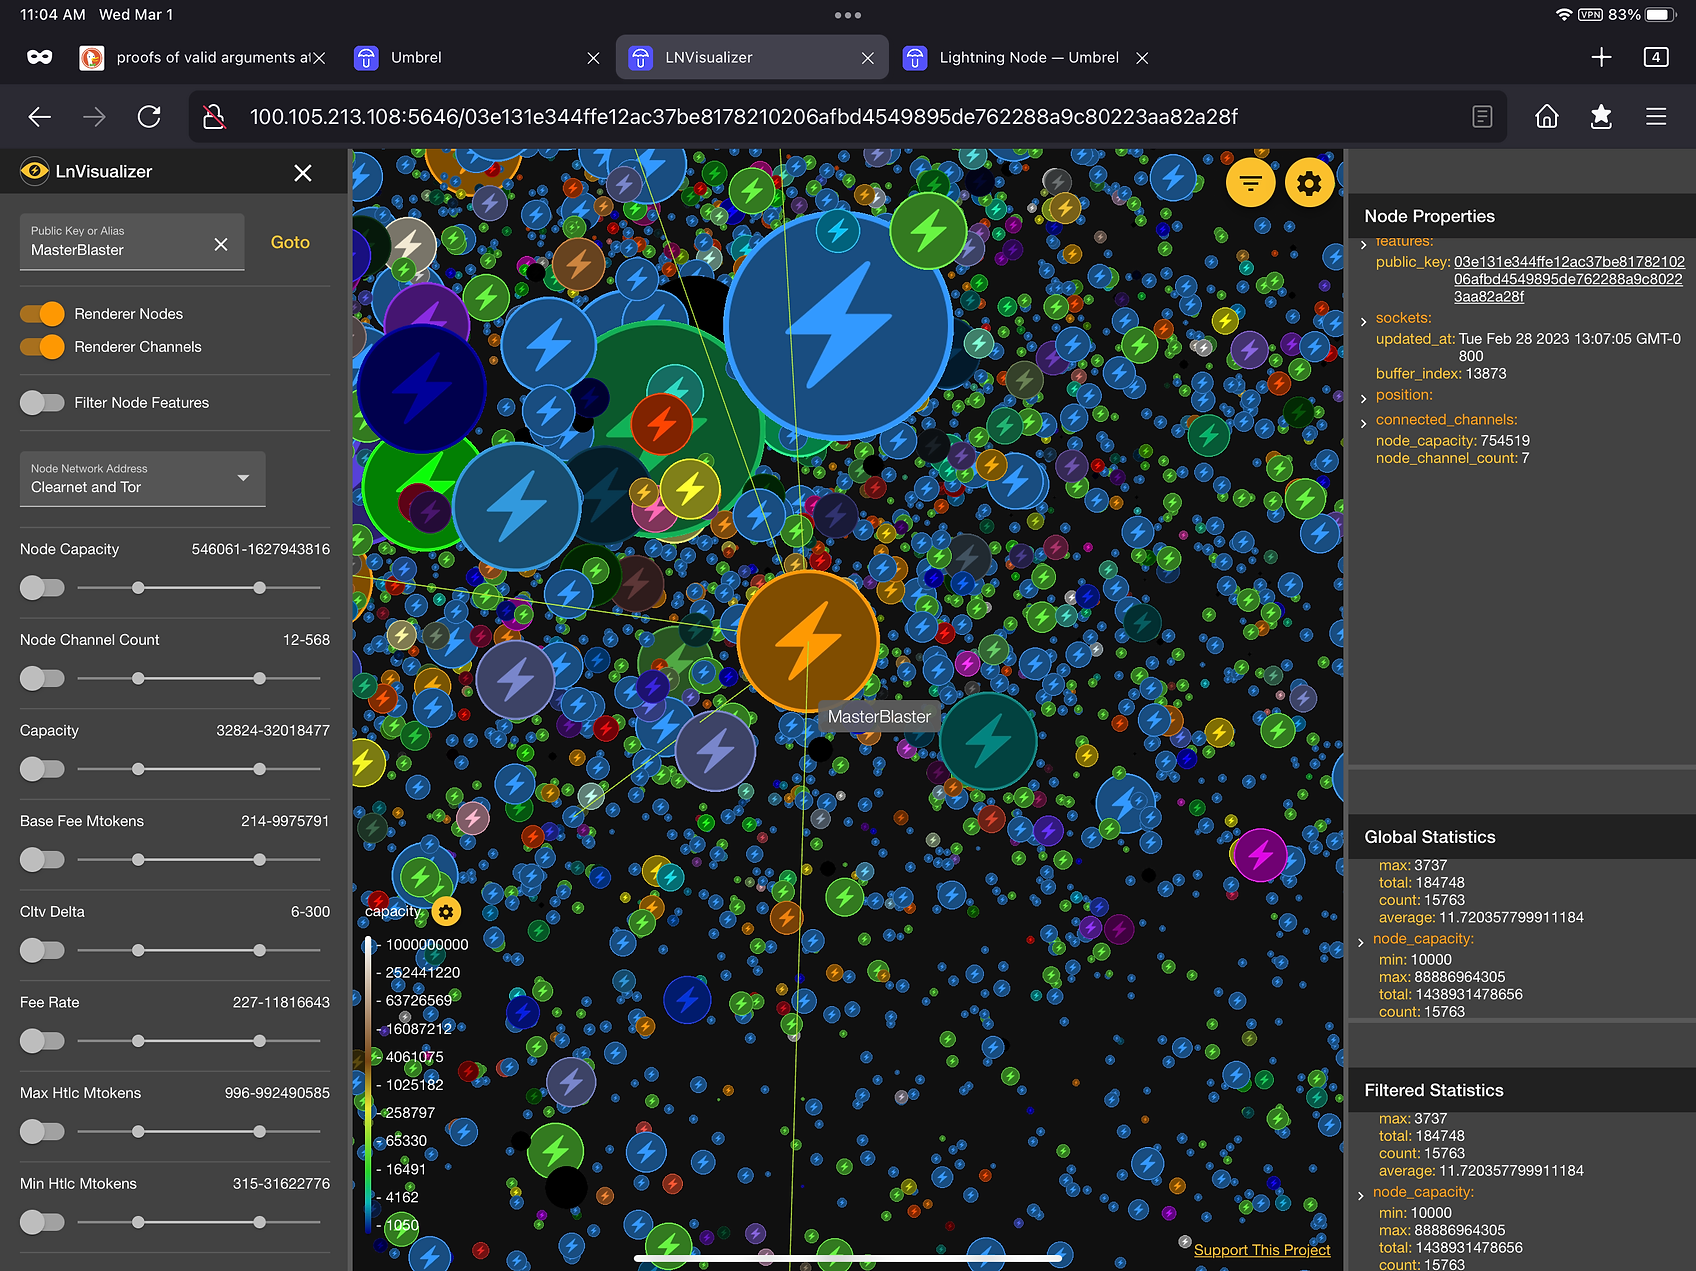 11:04 AM Wed Mar 1
VPN 83%
proofs of valid arguments at
Umbrel
LNVisualizer
Lightning Node — Umbrel
4
100.105.213.108:5646/03e131e344ffe12ac37be8178210206afbd4549895de762288a9c80223aa82a28f
LnVisualizer
Public Key or Alias
MasterBlaster
Goto
Renderer Nodes
Renderer Channels
Filter Node Features
Node Network Address
Clearnet and Tor
Node Capacity 546061-1627943816
Node Channel Count 12-568
Capacity 32824-32018477
Base Fee Mtokens 214-9975791
Cltv Delta 6-300
Fee Rate 227-11816643
Max Htlc Mtokens 996-992490585
Min Htlc Mtokens 315-31622776
MasterBlaster
capacity
- 1000000000
- 252441220
- 63726569
- 16087212
- 4061075
- 1025182
- 258797
- 65330
- 16491
- 4162
- 1050
Support This Project
Node Properties
features:
public_key: 03e131e344ffe12ac37be81782102
06afbd4549895de762288a9c8022
3aa82a28f
sockets:
updated_at: Tue Feb 28 2023 13:07:05 GMT-0
800
buffer_index: 13873
position:
connected_channels:
node_capacity: 754519
node_channel_count: 7
Global Statistics
max: 3737
total: 184748
count: 15763
average: 11.720357799911184
node_capacity:
min: 10000
max: 88886964305
total: 1438931478656
count: 15763
Filtered Statistics
max: 3737
total: 184748
count: 15763
average: 11.720357799911184
node_capacity:
min: 10000
max: 88886964305
total: 1438931478656
count: 15763